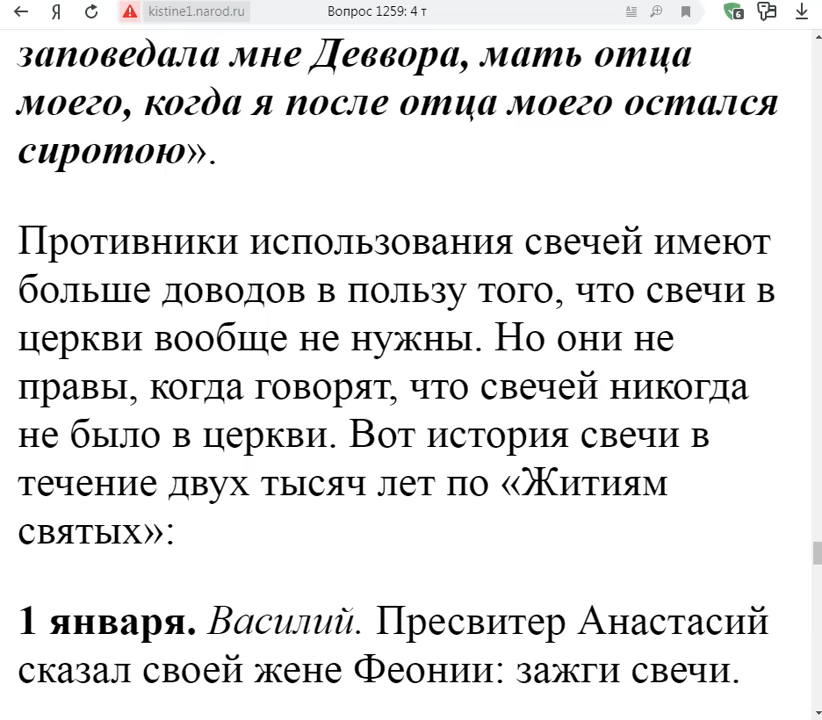 Я kistine1.narod.ru Вопрос 1259: 4 т 6
заповедала мне Деввора, мать отца
моего, когда я после отца моего остался
сиротою».
Противники использования свечей имеют
больше доводов в пользу того, что свечи в
церкви вообще не нужны. Но они не
правы, когда говорят, что свечей никогда
не было в церкви. Вот история свечи в
течение двух тысяч лет по «Житиям
святых»:
1 января. Василий. Пресвитер Анастасий
сказал своей жене Феонии: зажги свечи.